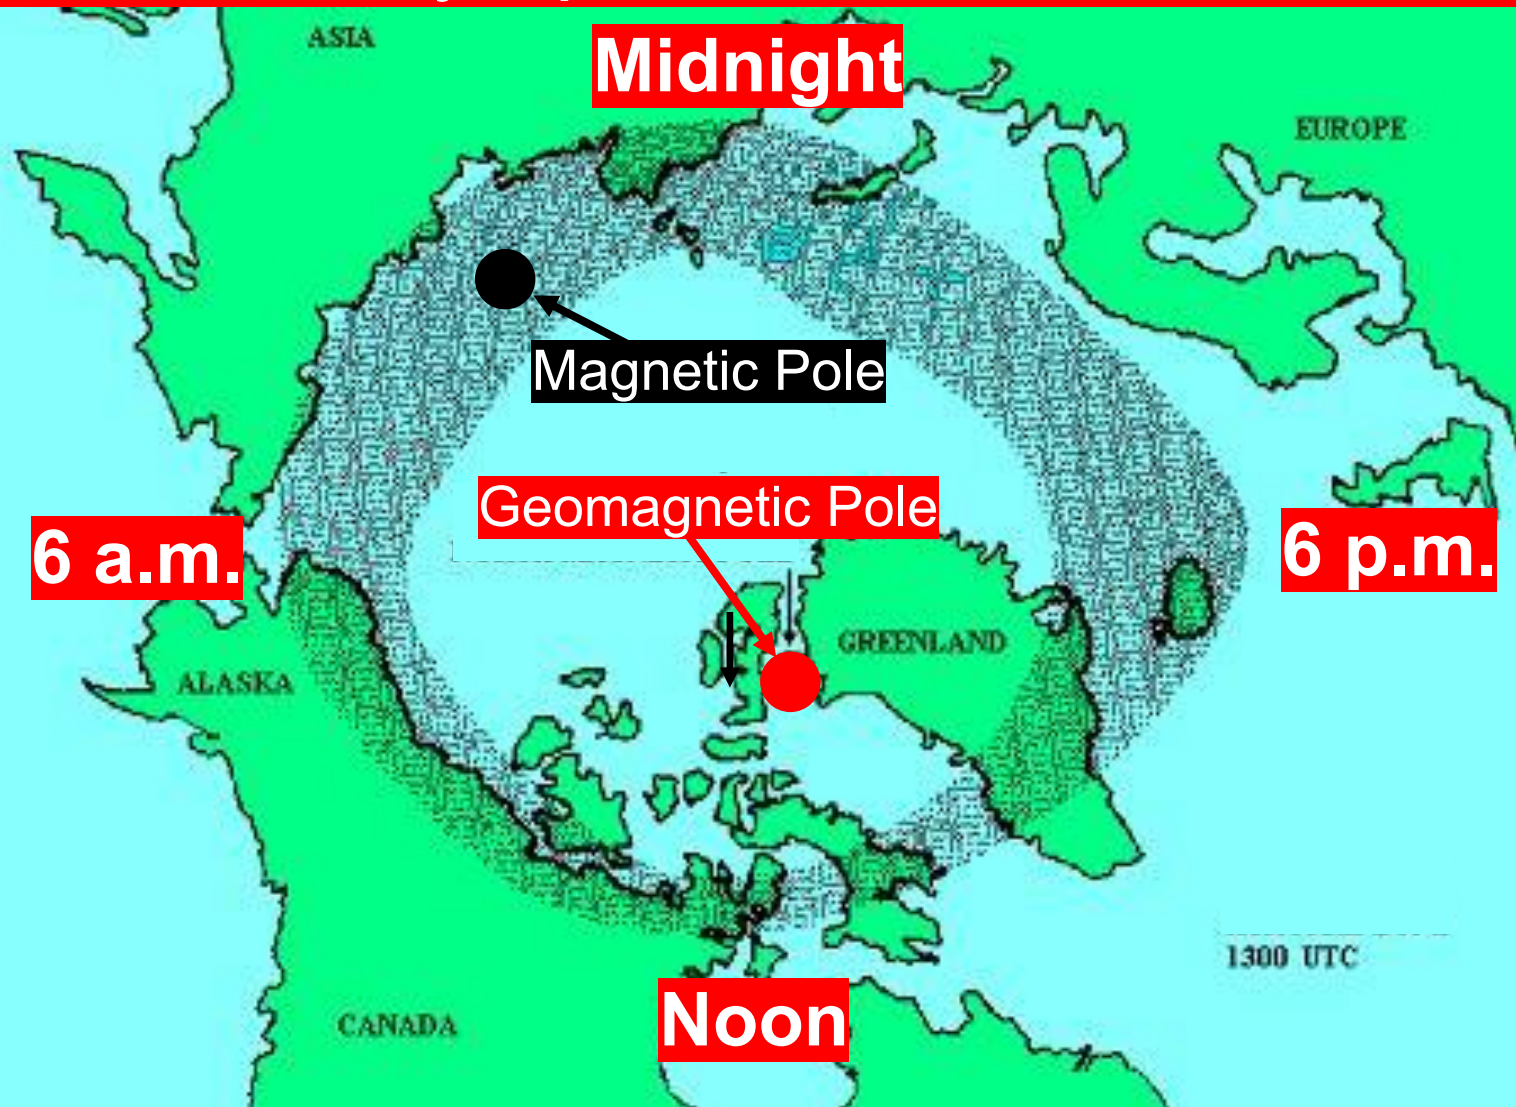 ASIA
Midnight
EUROPE
Magnetic Pole
Geomagnetic Pole
6 a.m.
6 p.m.
GREENLAND
ALASKA
1300 UTC
CANADA
Noon